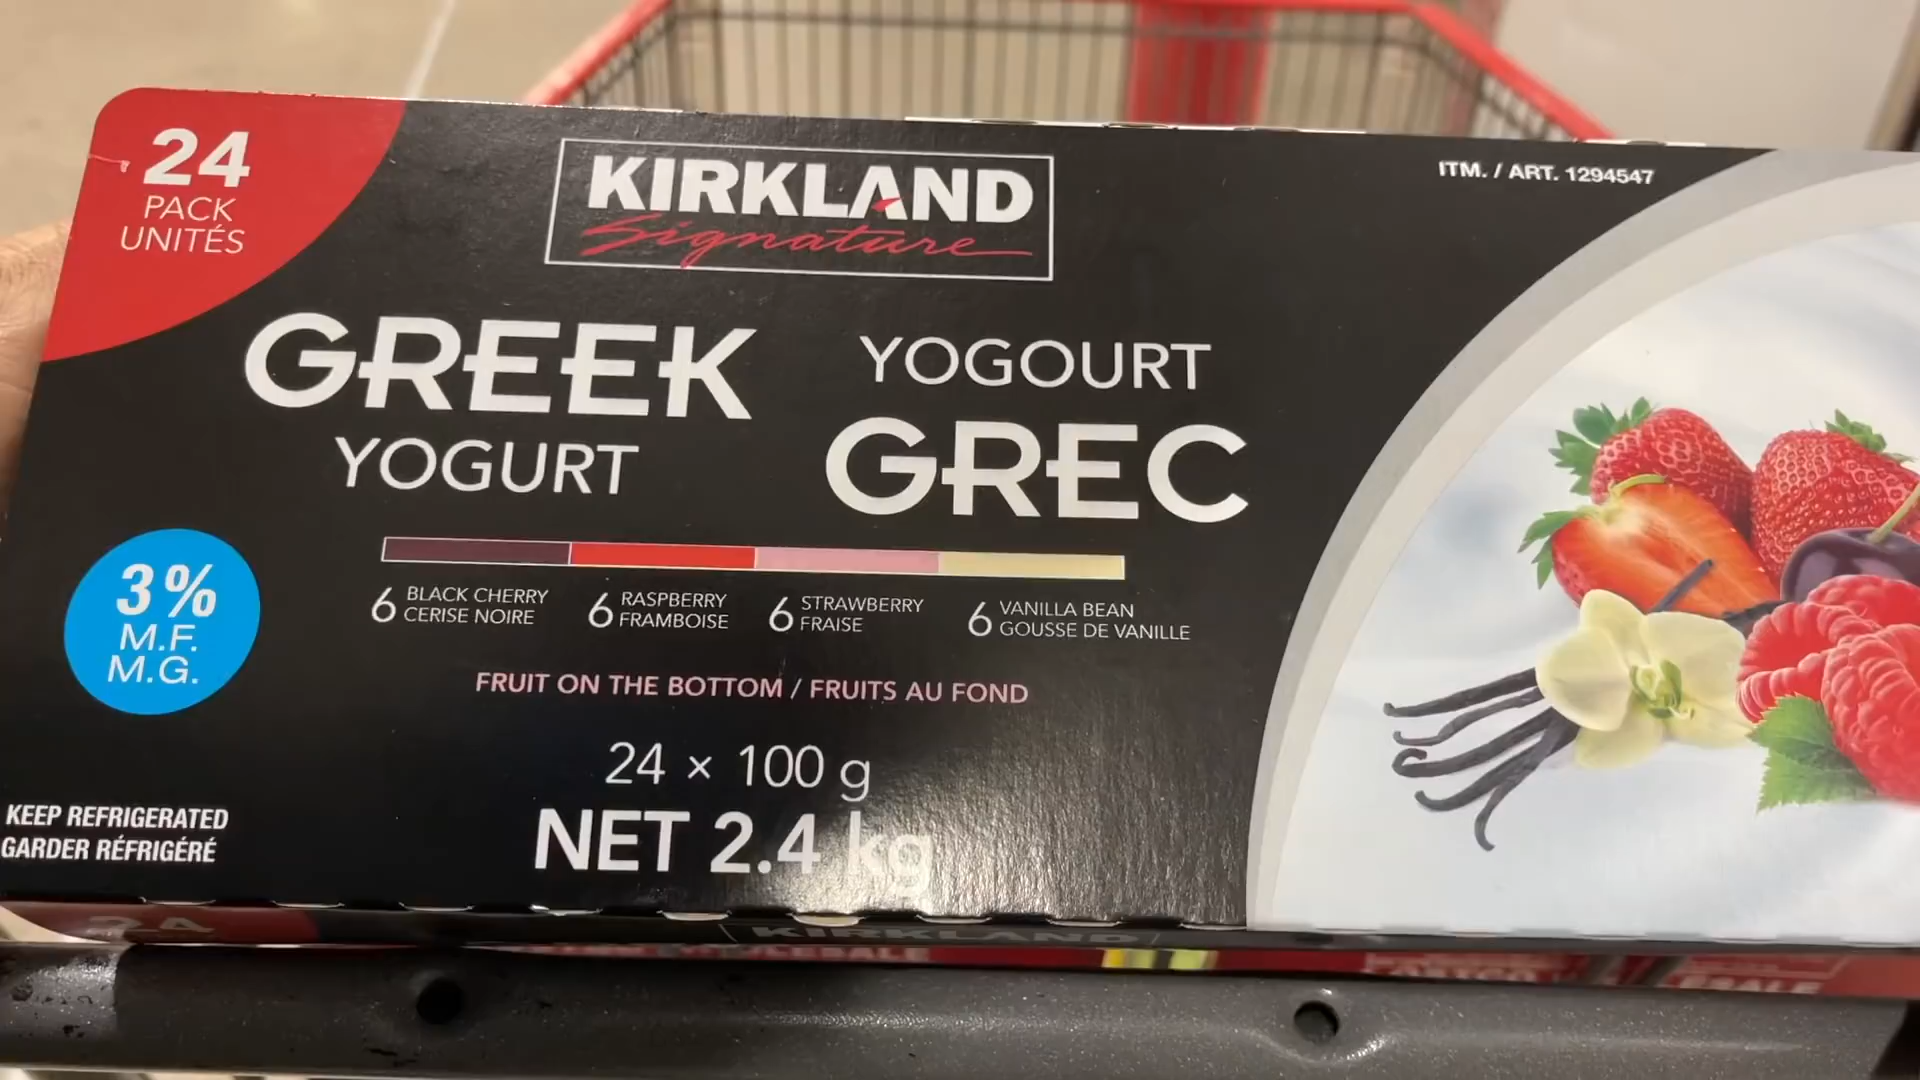 24
PACK
UNITÉS
KIRKLAND
Signature
ITM. / ART. 1294547
GREEK
YOGURT
YOGOURT
GREC
3%
M.F.
M.G.
6 BLACK CHERRY
CERISE NOIRE
6 RASPBERRY
FRAMBOISE
6 STRAWBERRY
FRAISE
6 VANILLA BEAN
GOUSSE DE VANILLE
FRUIT ON THE BOTTOM / FRUITS AU FOND
24 × 100 g
NET 2.4 kg
KEEP REFRIGERATED
GARDER RÉFRIGÉRÉ
24
KIRKLAND